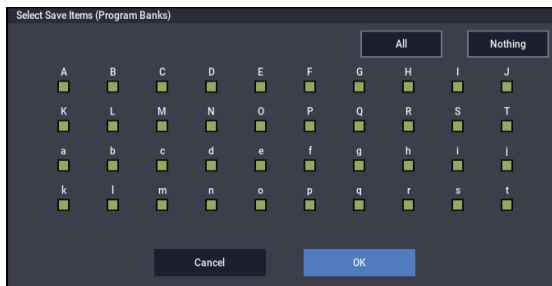 Select Save Items (Program Banks)
All Nothing
A B C D E F G H I J
K L M N O P Q R S T
a b c d e f g h i j
k l m n o p q r s t
Cancel OK